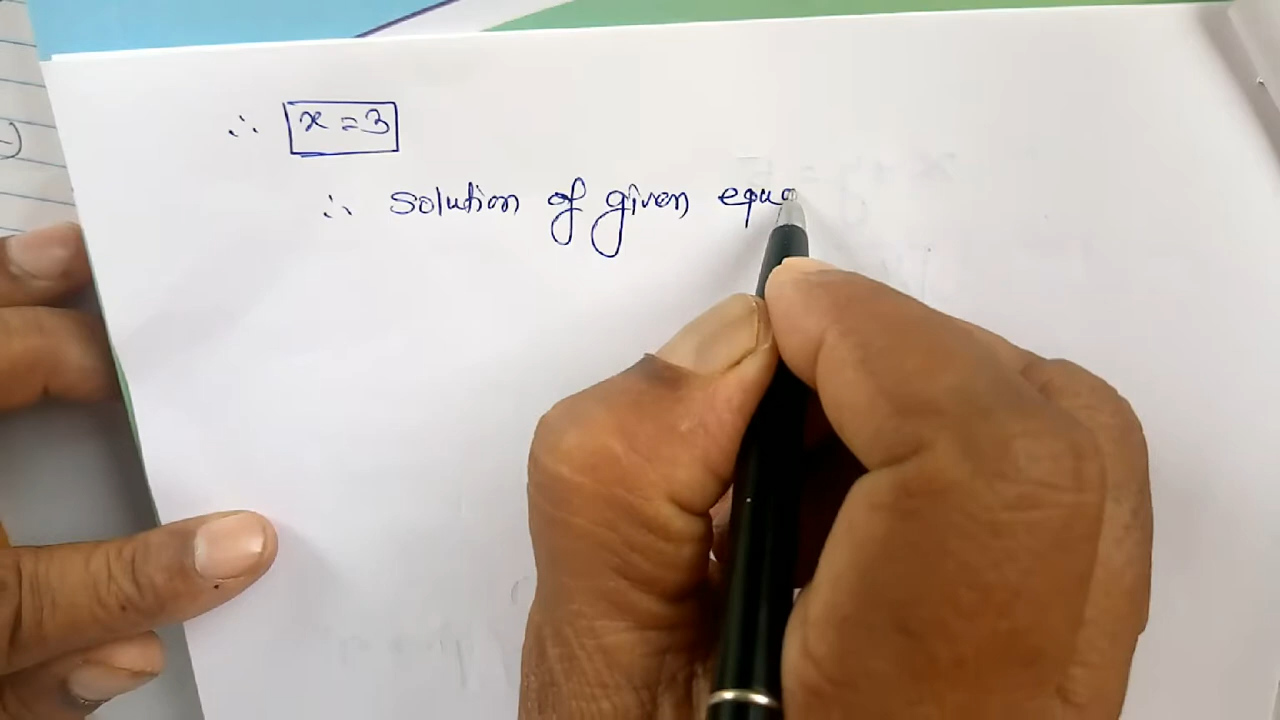 ∴ x = 3
∴ Solution of given equa